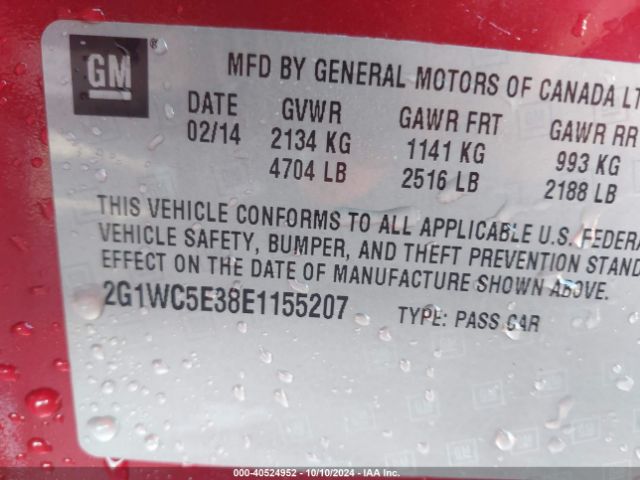 GM®
MFD BY GENERAL MOTORS OF CANADA LT
DATE GVWR GAWR FRT GAWR RR
02/14 2134 KG 1141 KG 993 KG
4704 LB 2516 LB 2188 LB
THIS VEHICLE CONFORMS TO ALL APPLICABLE U.S. FEDERA
VEHICLE SAFETY, BUMPER, AND THEFT PREVENTION STAND
EFFECT ON THE DATE OF MANUFACTURE SHOWN ABOVE.
2G1WC5E38E1155207 TYPE: PASS CAR
000-40524952 - 10/10/2024 - IAA Inc.